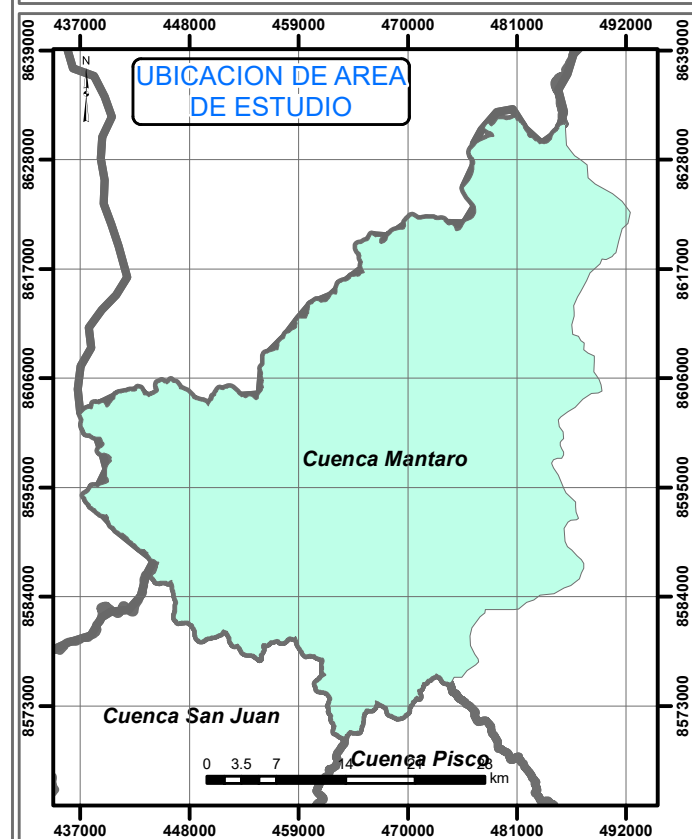 437000 448000 459000 470000 481000 492000
8639000 8639000
N
UBICACION DE AREA
DE ESTUDIO
8628000 8628000
8617000 8617000
8606000 8606000
Cuenca Mantaro
8595000 8595000
8584000 8584000
8573000 8573000
Cuenca San Juan
Cuenca Pisco
0 3.5 7 14 21 28
km
437000 448000 459000 470000 481000 492000